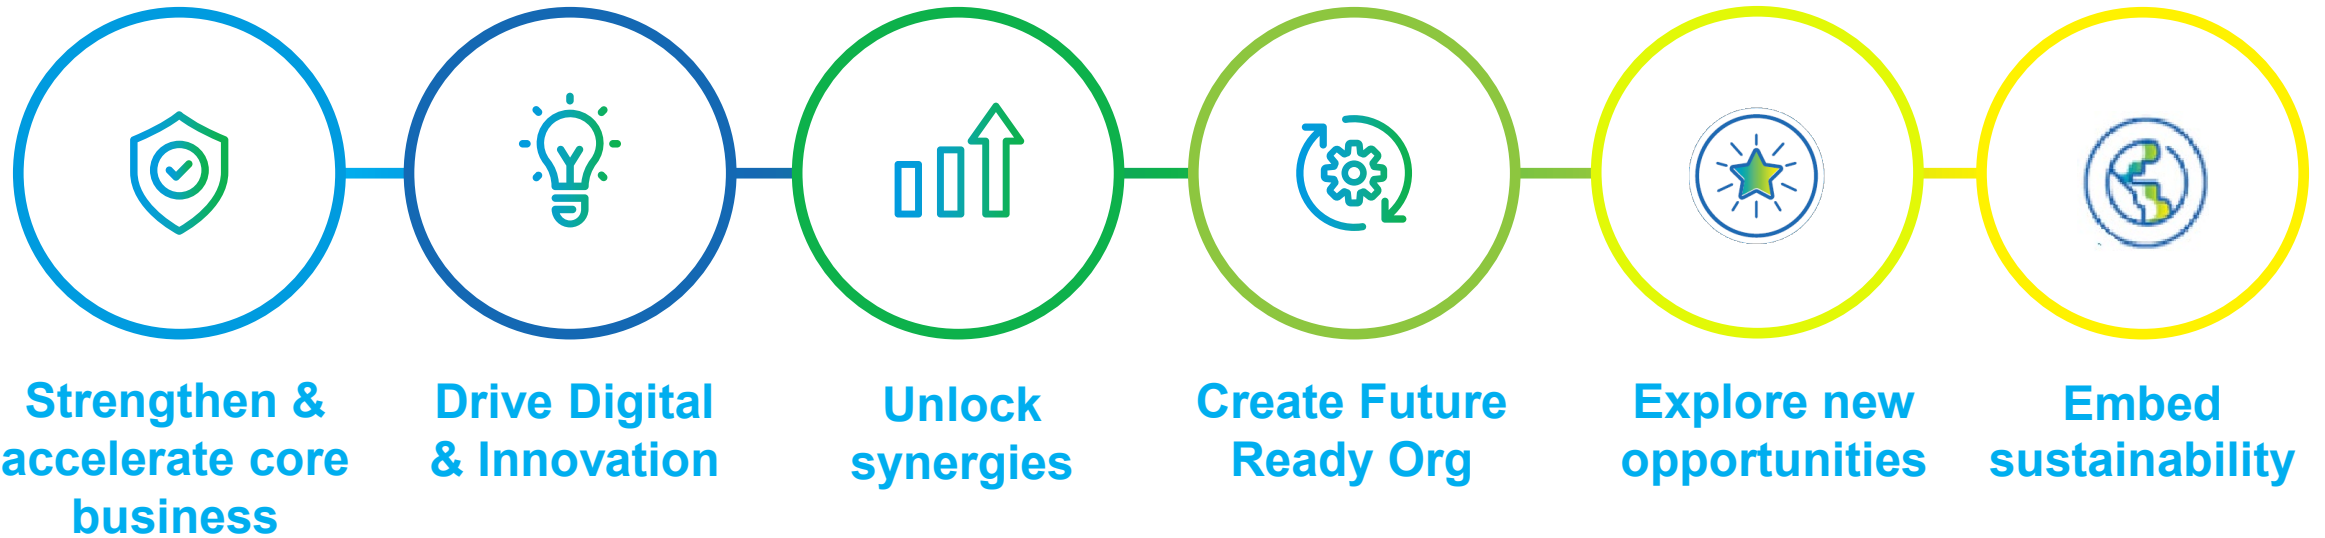 Strengthen &
accelerate core
business
Drive Digital
& Innovation
Unlock
synergies
Create Future
Ready Org
Explore new
opportunities
Embed
sustainability